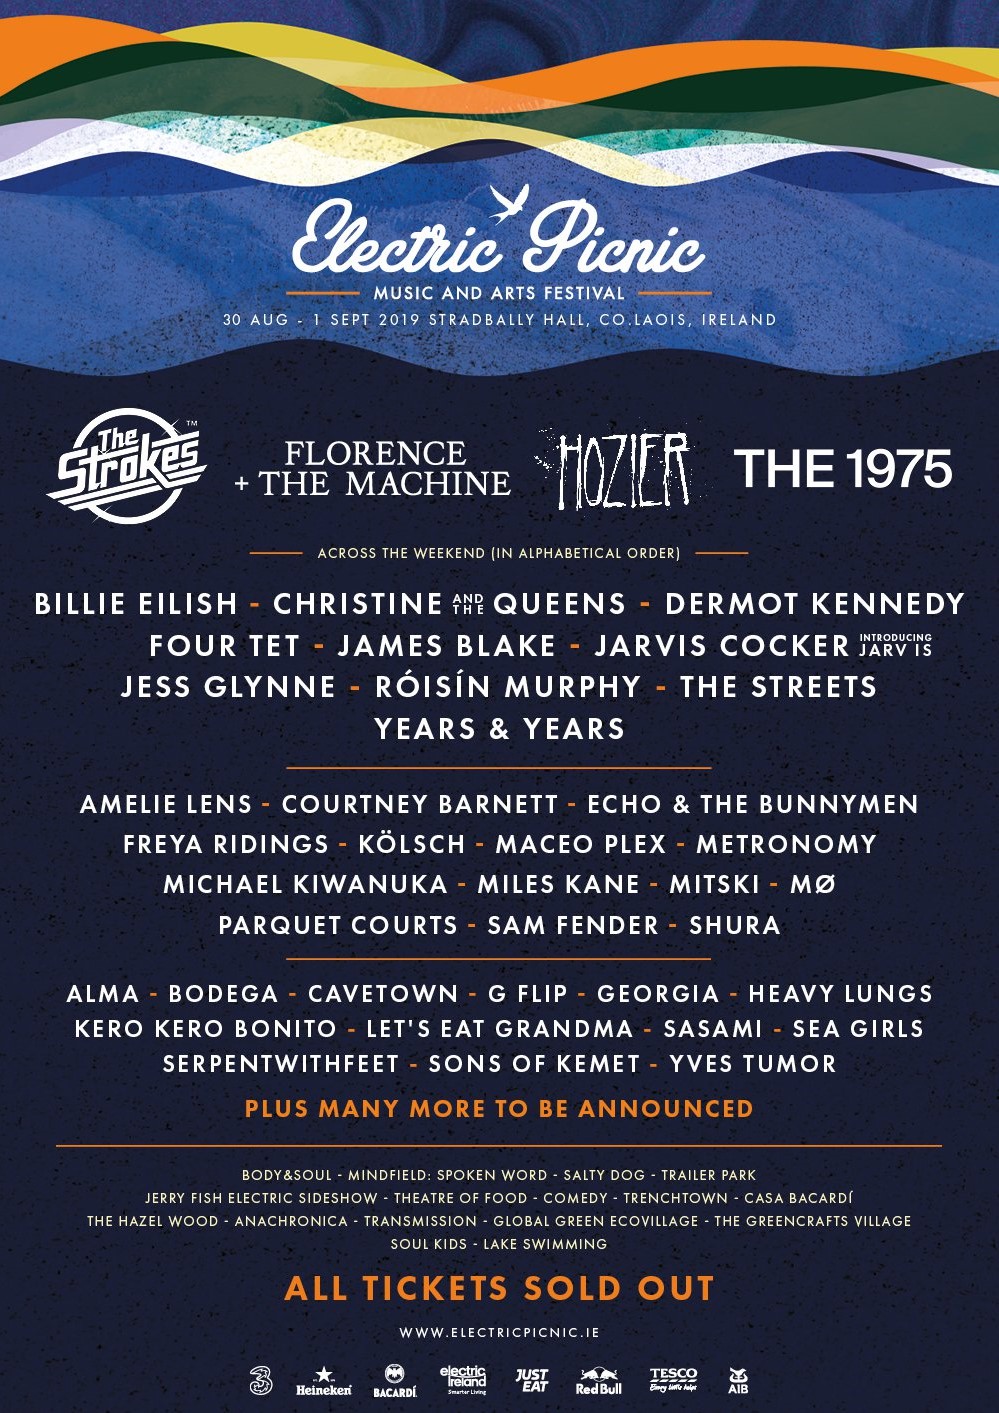 Electric Picnic
MUSIC AND ARTS FESTIVAL
30 AUG - 1 SEPT 2019 STRADBALLY HALL, CO.LAOIS, IRELAND
The Strokes TM
FLORENCE
+ THE MACHINE
HOZIER
THE 1975
ACROSS THE WEEKEND (IN ALPHABETICAL ORDER)
BILLIE EILISH - CHRISTINE AND THE QUEENS - DERMOT KENNEDY
FOUR TET - JAMES BLAKE - JARVIS COCKER INTRODUCING JARV IS
JESS GLYNNE - RÓISÍN MURPHY - THE STREETS
YEARS & YEARS
AMELIE LENS - COURTNEY BARNETT - ECHO & THE BUNNYMEN
FREYA RIDINGS - KÖLSCH - MACEO PLEX - METRONOMY
MICHAEL KIWANUKA - MILES KANE - MITSKI - MØ
PARQUET COURTS - SAM FENDER - SHURA
ALMA - BODEGA - CAVETOWN - G FLIP - GEORGIA - HEAVY LUNGS
KERO KERO BONITO - LET'S EAT GRANDMA - SASAMI - SEA GIRLS
SERPENTWITHFEET - SONS OF KEMET - YVES TUMOR
PLUS MANY MORE TO BE ANNOUNCED
BODY&SOUL - MINDFIELD: SPOKEN WORD - SALTY DOG - TRAILER PARK
JERRY FISH ELECTRIC SIDESHOW - THEATRE OF FOOD - COMEDY - TRENCHTOWN - CASA BACARDÍ
THE HAZEL WOOD - ANACHRONICA - TRANSMISSION - GLOBAL GREEN ECOVILLAGE - THE GREENCRAFTS VILLAGE
SOUL KIDS - LAKE SWIMMING
ALL TICKETS SOLD OUT
WWW.ELECTRICPICNIC.IE
3
Heineken
BACARDÍ
electric Ireland
Smarter Living
JUST EAT
Red Bull
TESCO
Every little helps
AIB